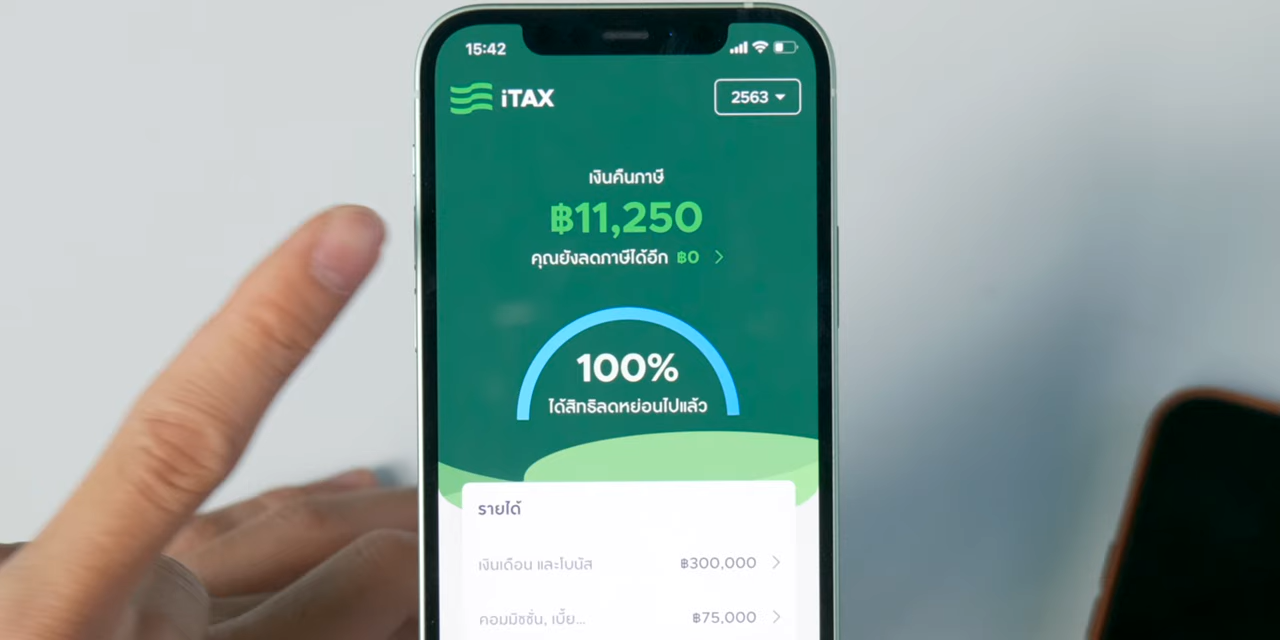 15:42
iTAX
2563
เงินคืนภาษี
฿11,250
คุณยังลดภาษีได้อีก ฿0 >
100%
ได้สิทธิลดหย่อนไปแล้ว
รายได้
เงินเดือน และโบนัส ฿300,000 >
คอมมิชชั่น, เบี้ย... ฿75,000 >